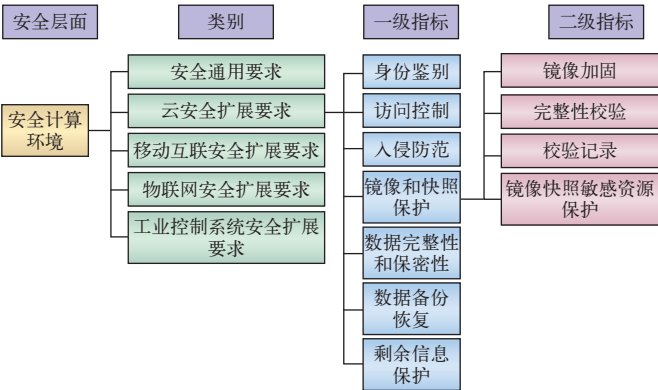 安全层面
类别
一级指标
二级指标
安全计算
环境
安全通用要求
云安全扩展要求
移动互联安全扩展要求
物联网安全扩展要求
工业控制系统安全扩展
要求
身份鉴别
访问控制
入侵防范
镜像和快照
保护
数据完整性
和保密性
数据备份
恢复
剩余信息
保护
镜像加固
完整性校验
校验记录
镜像快照敏感资源
保护